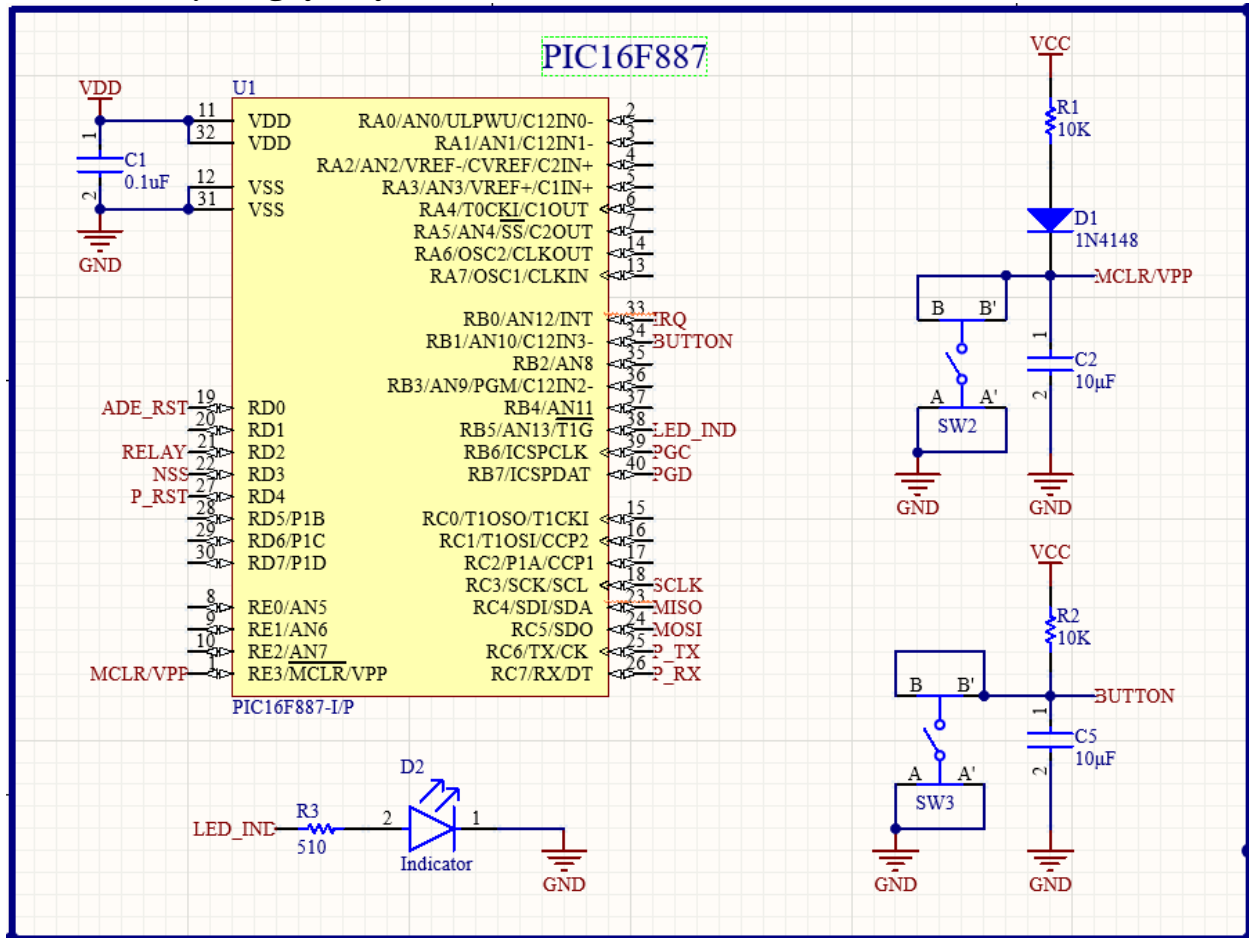 PIC16F887
VDD
1
2
C1
0.1uF
GND
U1
11 VDD
32 VDD
12 VSS
31 VSS
RA0/AN0/ULPWU/C12IN0- 2
RA1/AN1/C12IN1- 3
RA2/AN2/VREF-/CVREF/C2IN+ 4
RA3/AN3/VREF+/C1IN+ 5
RA4/T0CKI/C1OUT 6
RA5/AN4/SS/C2OUT 7
RA6/OSC2/CLKOUT 14
RA7/OSC1/CLKIN 13
RB0/AN12/INT 33 IRQ
RB1/AN10/C12IN3- 34 BUTTON
RB2/AN8 35
RB3/AN9/PGM/C12IN2- 36
ADE_RST 19 RD0 RB4/AN11 37
20 RD1 RB5/AN13/T1G 38 LED_IND
RELAY 21 RD2 RB6/ICSPCLK 39 PGC
NSS 22 RD3 RB7/ICSPDAT 40 PGD
P_RST 27 RD4
28 RD5/P1B RC0/T1OSO/T1CKI 15
29 RD6/P1C RC1/T1OSI/CCP2 16
30 RD7/P1D RC2/P1A/CCP1 17
RC3/SCK/SCL 18 SCLK
8 RE0/AN5 RC4/SDI/SDA 23 MISO
9 RE1/AN6 RC5/SDO 24 MOSI
10 RE2/AN7 RC6/TX/CK 25 P_TX
MCLR/VPP 1 RE3/MCLR/VPP RC7/RX/DT 26 P_RX
PIC16F887-I/P
VCC
R1
10K
D1
1N4148
MCLR/VPP
B B'
A A'
SW2
1
C2
10μF
2
GND
GND
VCC
R2
10K
BUTTON
B B'
A A'
SW3
1
C5
10μF
2
GND
GND
D2
LED_IND
R3
510
2
1
Indicator
GND